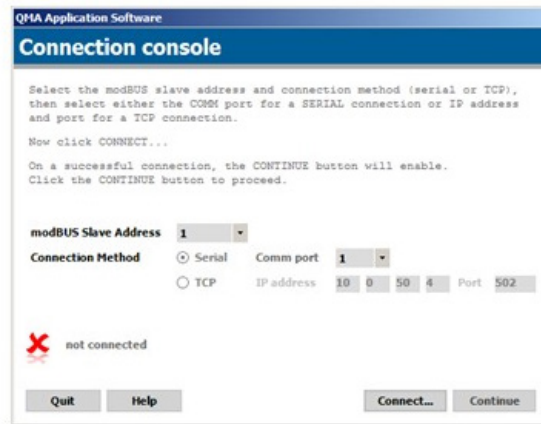 QMA Application Software
Connection console
Select the modBUS slave address and connection method (serial or TCP),
then select either the COMM port for a SERIAL connection or IP address
and port for a TCP connection.
Now click CONNECT...
On a successful connection, the CONTINUE button will enable.
Click the CONTINUE button to proceed.
modBUS Slave Address 1
Connection Method Serial Comm port 1
TCP IP address 10 0 50 4 Port 502
not connected
Quit Help Connect... Continue